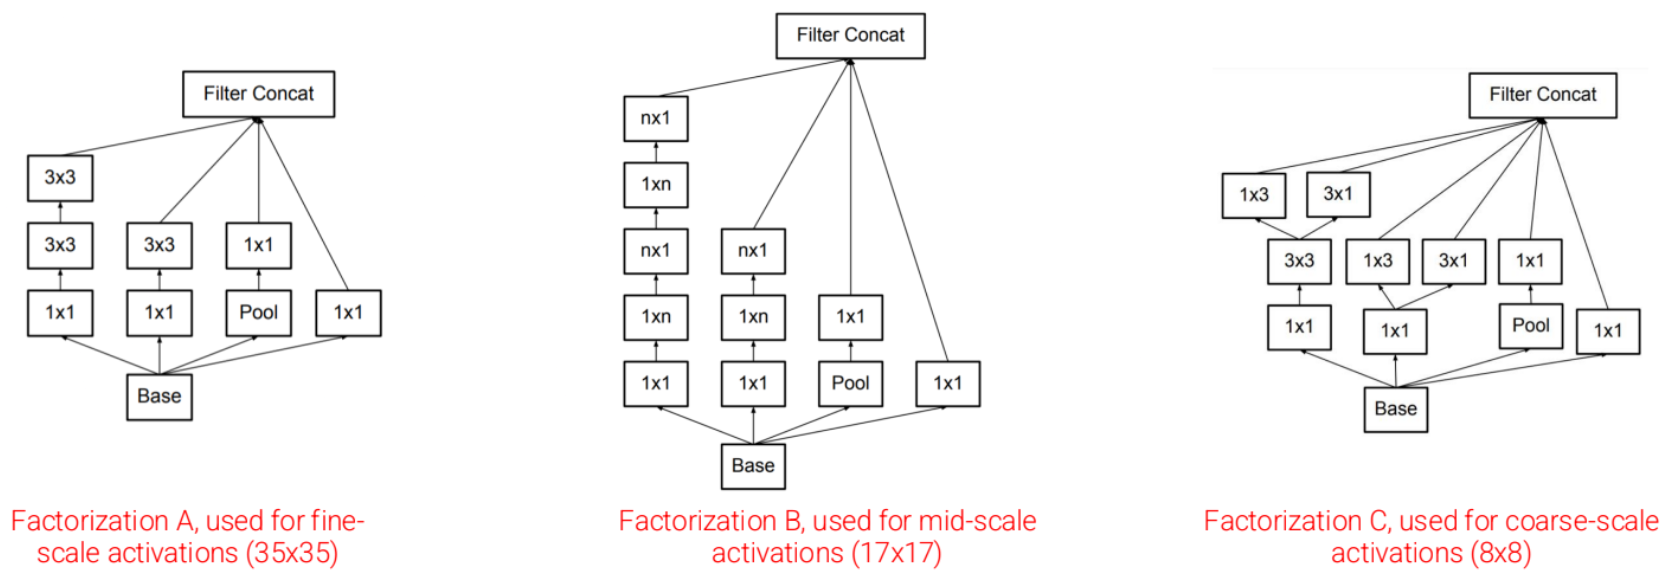 Filter Concat
3x3
3x3
3x3
1x1
1x1
1x1
Pool
1x1
Base
Factorization A, used for fine-
scale activations (35x35)
Filter Concat
nx1
1xn
nx1
nx1
1xn
1xn
1x1
1x1
1x1
Pool
1x1
Base
Factorization B, used for mid-scale
activations (17x17)
Filter Concat
1x3
3x1
3x3
1x3
3x1
1x1
1x1
1x1
Pool
1x1
Base
Factorization C, used for coarse-scale
activations (8x8)